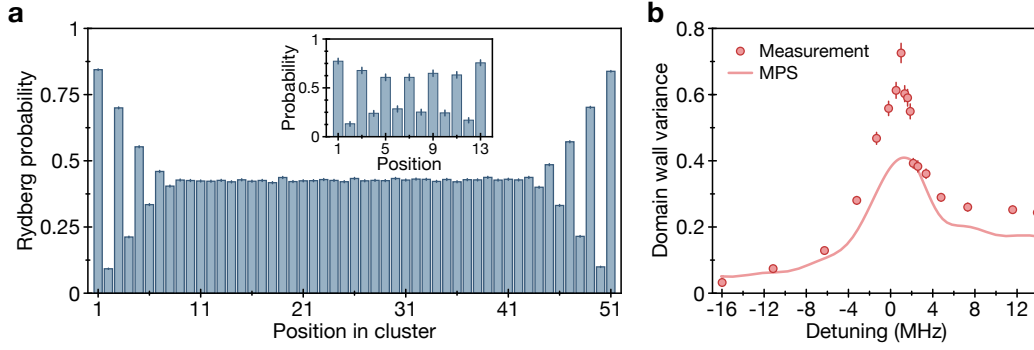 a
1
0.75
0.5
0.25
0
Rydberg probability
1 11 21 31 41 51
Position in cluster
1
0.5
0
Probability
1 5 9 13
Position
b
Measurement
MPS
0.8
0.6
0.4
0.2
0
Domain wall variance
-16 -12 -8 -4 0 4 8 12
Detuning (MHz)